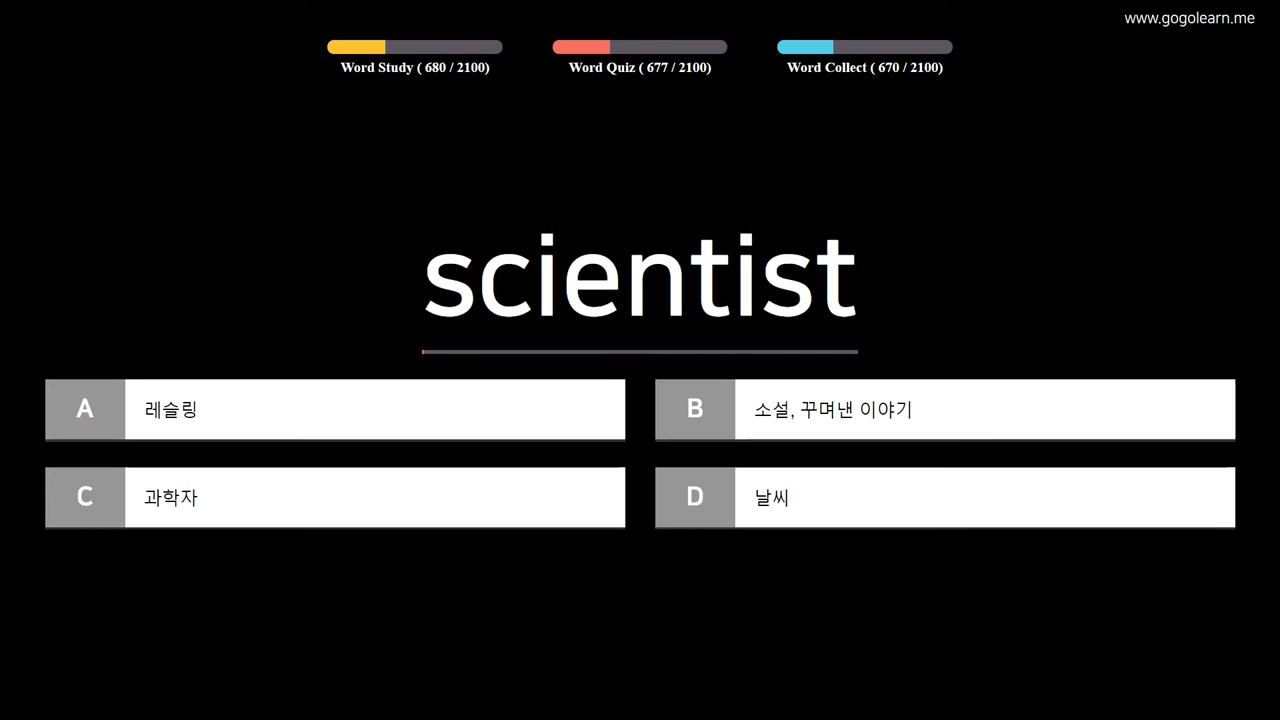 www.gogolearn.me
Word Study ( 680 / 2100)
Word Quiz ( 677 / 2100)
Word Collect ( 670 / 2100)
scientist
A 레슬링
B 소설, 꾸며낸 이야기
C 과학자
D 날씨